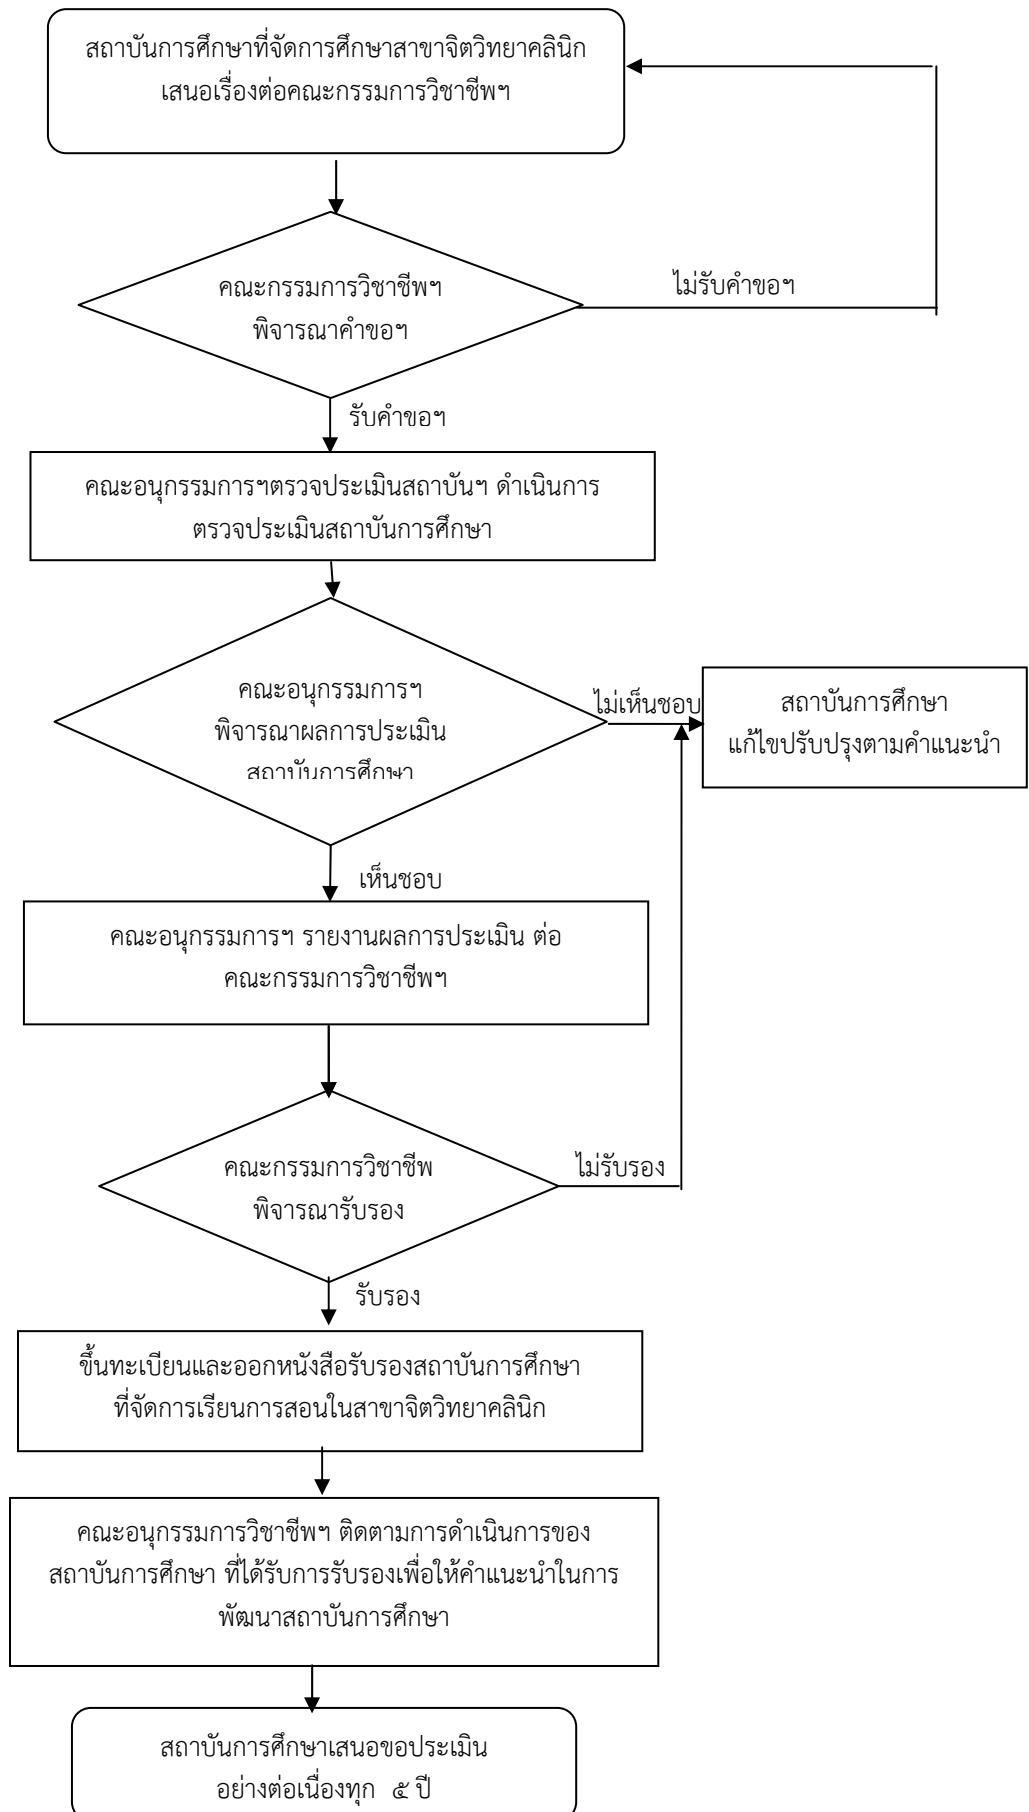 สถาบันการศึกษาที่จัดการศึกษาสาขาจิตวิทยาคลินิก
เสนอเรื่องต่อคณะกรรมการวิชาชีพฯ
คณะกรรมการวิชาชีพฯ
พิจารณาคำขอฯ
ไม่รับคำขอฯ
รับคำขอฯ
คณะอนุกรรมการฯตรวจประเมินสถาบันฯ ดำเนินการ
ตรวจประเมินสถาบันการศึกษา
คณะอนุกรรมการฯ
พิจารณาผลการประเมิน
สถาบันการศึกษา
ไม่เห็นชอบ
สถาบันการศึกษา
แก้ไขปรับปรุงตามคำแนะนำ
เห็นชอบ
คณะอนุกรรมการฯ รายงานผลการประเมิน ต่อ
คณะกรรมการวิชาชีพฯ
คณะกรรมการวิชาชีพ
พิจารณารับรอง
ไม่รับรอง
รับรอง
ขึ้นทะเบียนและออกหนังสือรับรองสถาบันการศึกษา
ที่จัดการเรียนการสอนในสาขาจิตวิทยาคลินิก
คณะอนุกรรมการวิชาชีพฯ ติดตามการดำเนินการของ
สถาบันการศึกษา ที่ได้รับการรับรองเพื่อให้คำแนะนำในการ
พัฒนาสถาบันการศึกษา
สถาบันการศึกษาเสนอขอประเมิน
อย่างต่อเนื่องทุก ๕ ปี